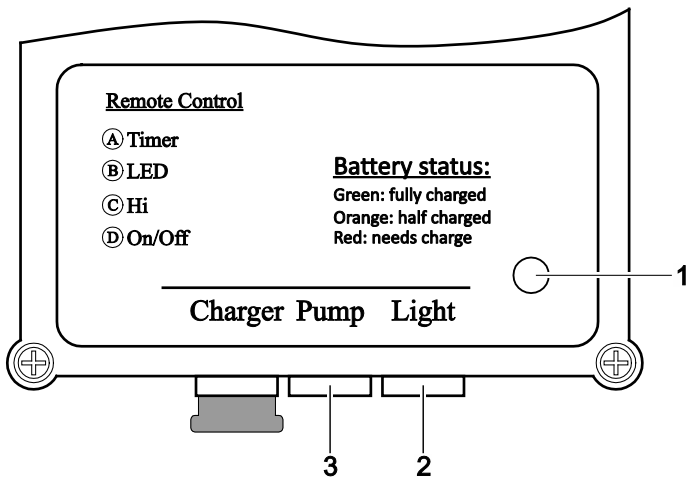 Remote Control
A Timer
B LED
C Hi
D On/Off
Battery status:
Green: fully charged
Orange: half charged
Red: needs charge
1
Charger Pump Light
3 2